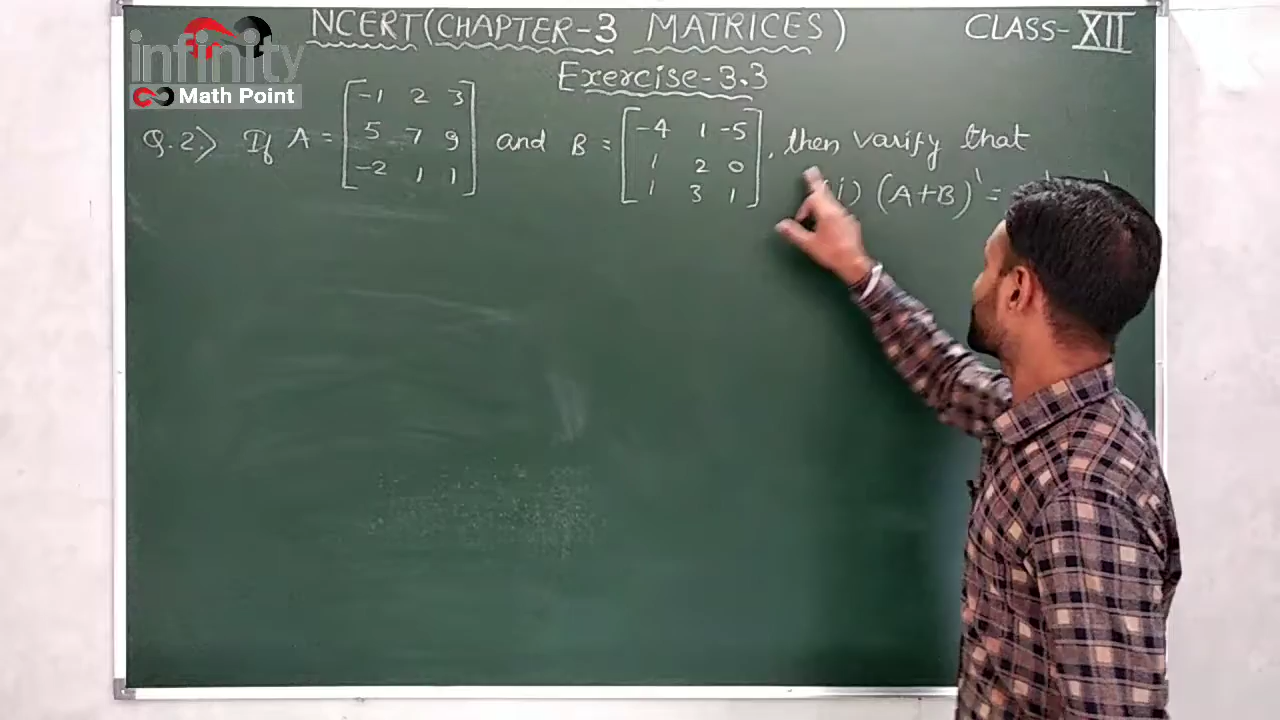 infinity
Math Point
NCERT (CHAPTER-3 MATRICES) CLASS-XII
Exercise-3.3
Q.2.> If A = [-1 2 3
5 7 9
-2 1 1] and B = [-4 1 -5
1 2 0
1 3 1], then varify that
(i) (A+B)' =